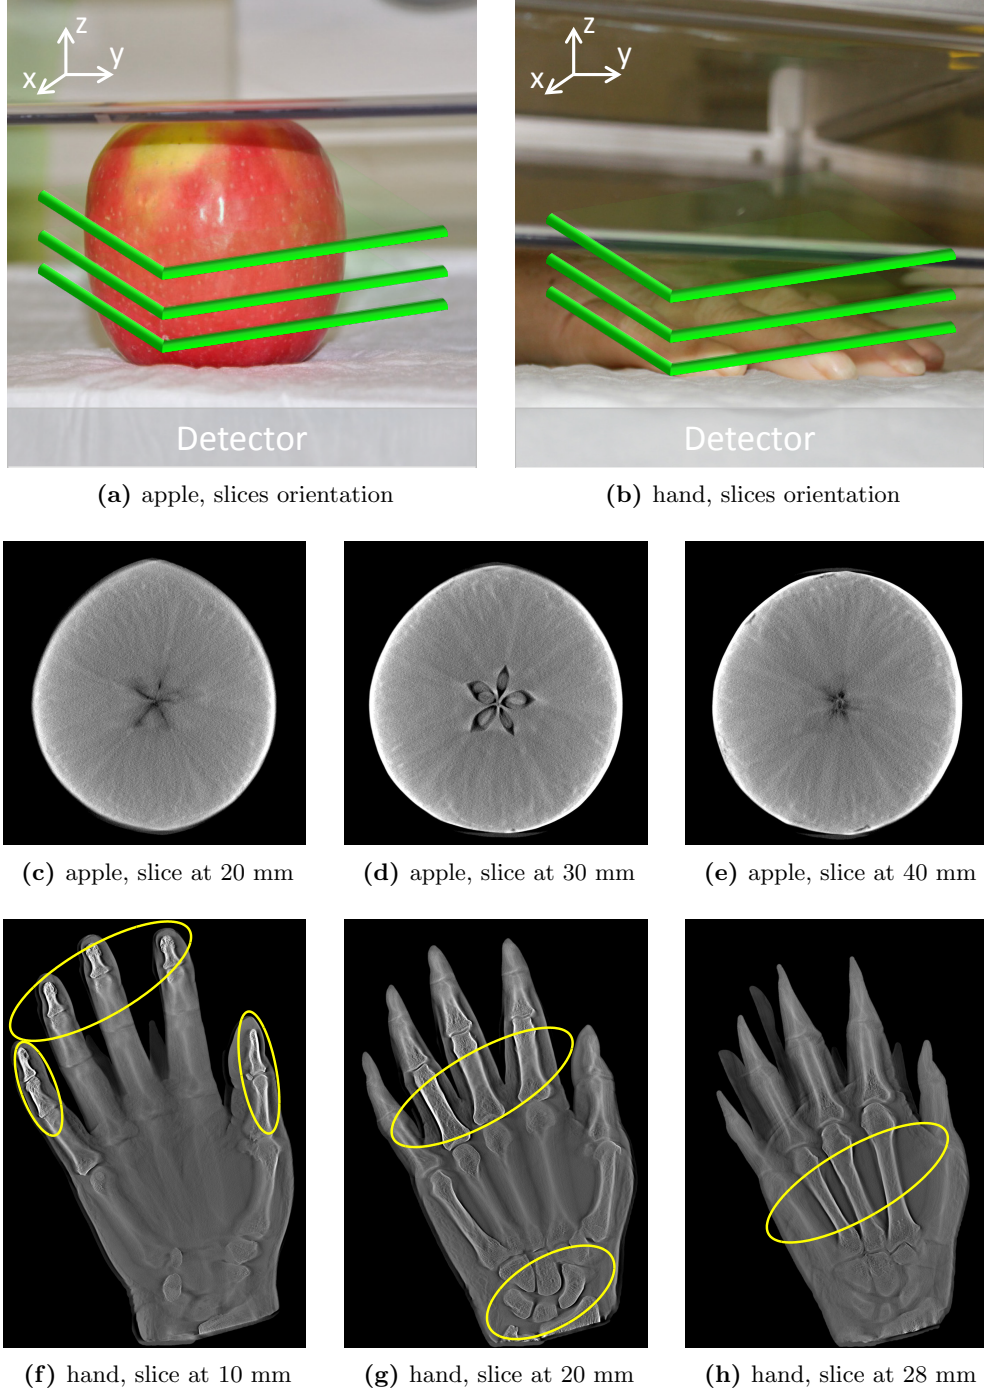 z
y
x
Detector
z
y
x
Detector
(a) apple, slices orientation
(b) hand, slices orientation
(c) apple, slice at 20 mm
(d) apple, slice at 30 mm
(e) apple, slice at 40 mm
(f) hand, slice at 10 mm
(g) hand, slice at 20 mm
(h) hand, slice at 28 mm